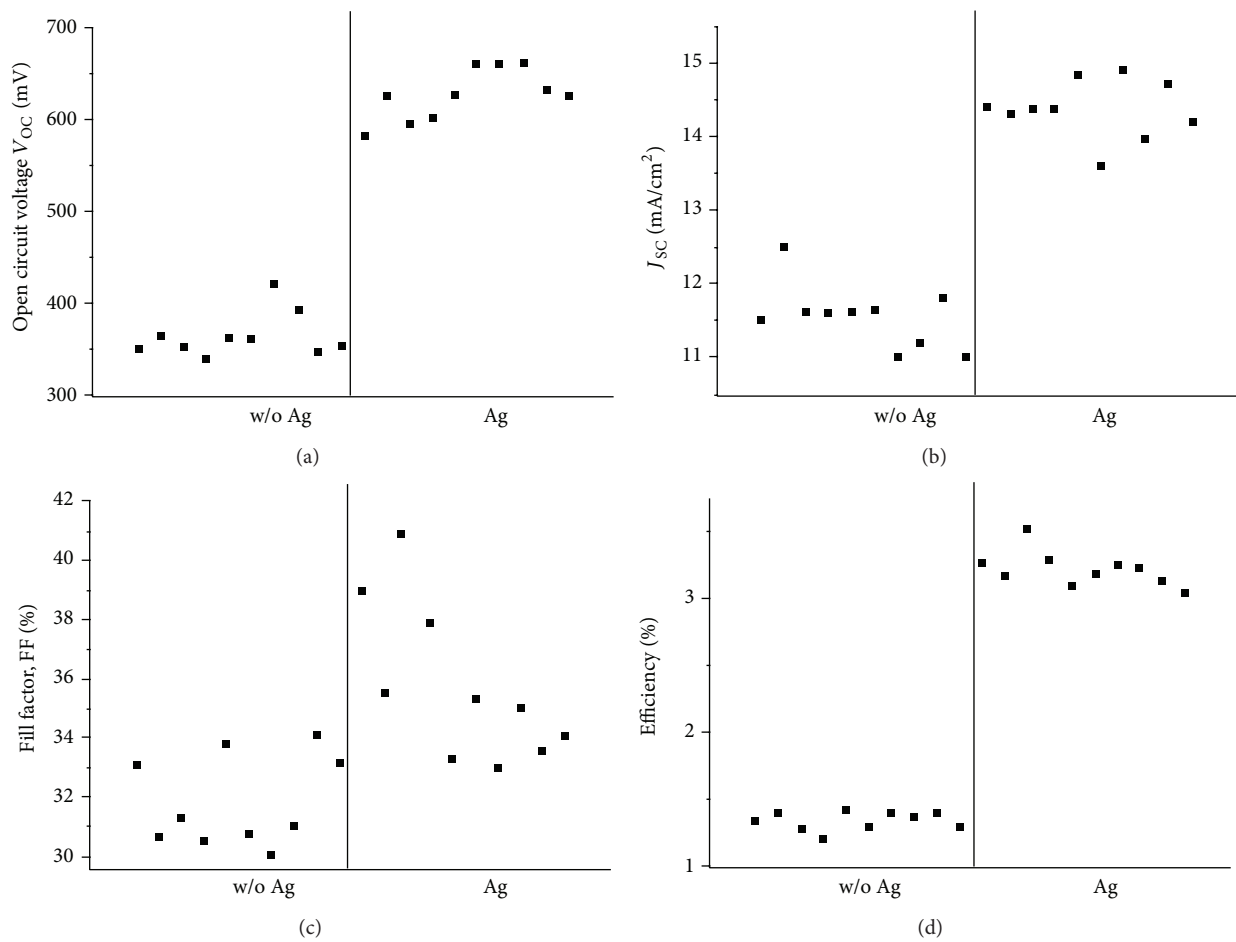 700
600
500
400
300
Open circuit voltage V_OC (mV)
w/o Ag
Ag
(a)
15
14
13
12
11
J_SC (mA/cm²)
w/o Ag
Ag
(b)
42
40
38
36
34
32
30
Fill factor, FF (%)
w/o Ag
Ag
(c)
3
2
1
Efficiency (%)
w/o Ag
Ag
(d)